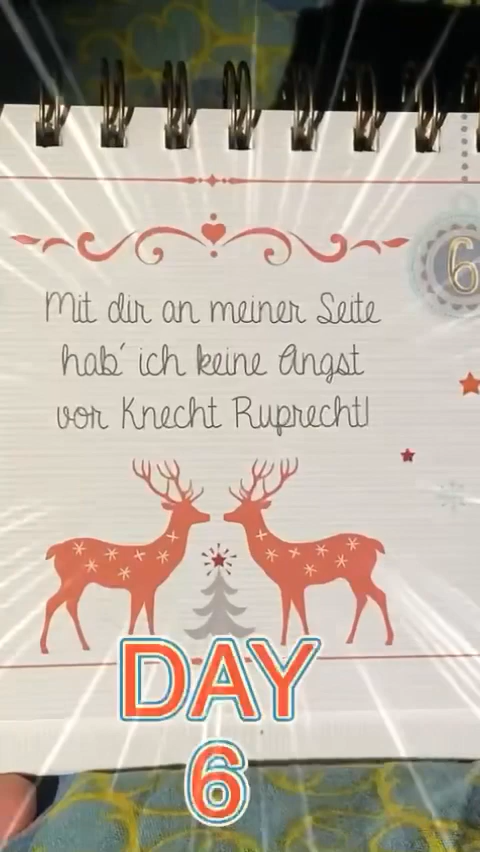 6
Mit dir an meiner Seite
hab' ich keine Angst
vor Knecht Ruprecht!
DAY
6